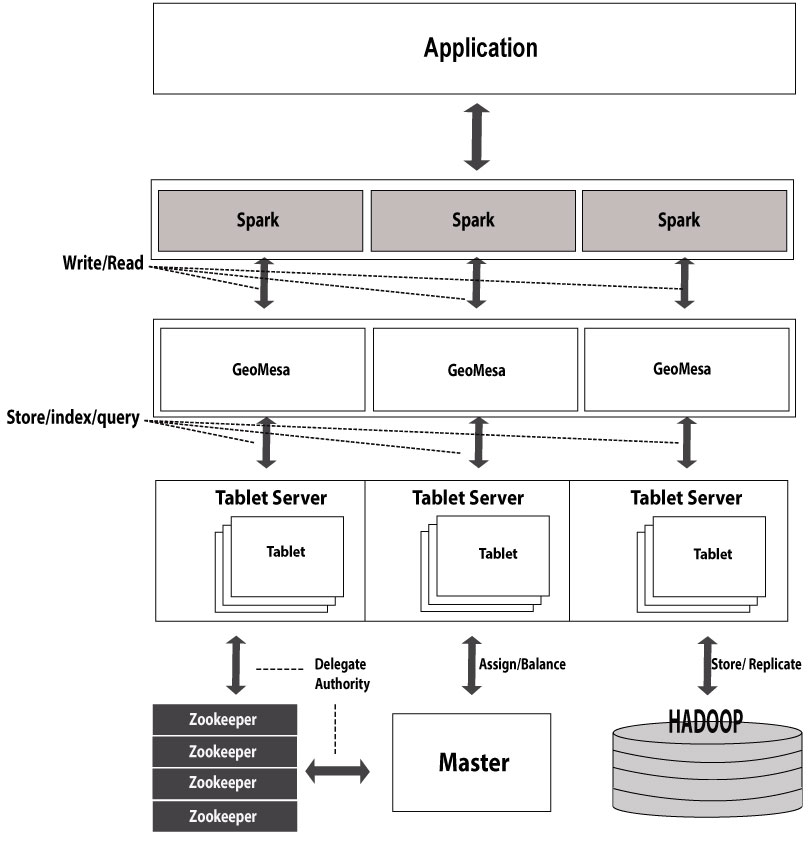 Application
Spark
Spark
Spark
Write/Read
GeoMesa
GeoMesa
GeoMesa
Store/index/query
Tablet Server
Tablet Server
Tablet Server
Tablet
Tablet
Tablet
Delegate
Authority
Assign/Balance
Store/ Replicate
Zookeeper
Zookeeper
Zookeeper
Zookeeper
Master
HADOOP